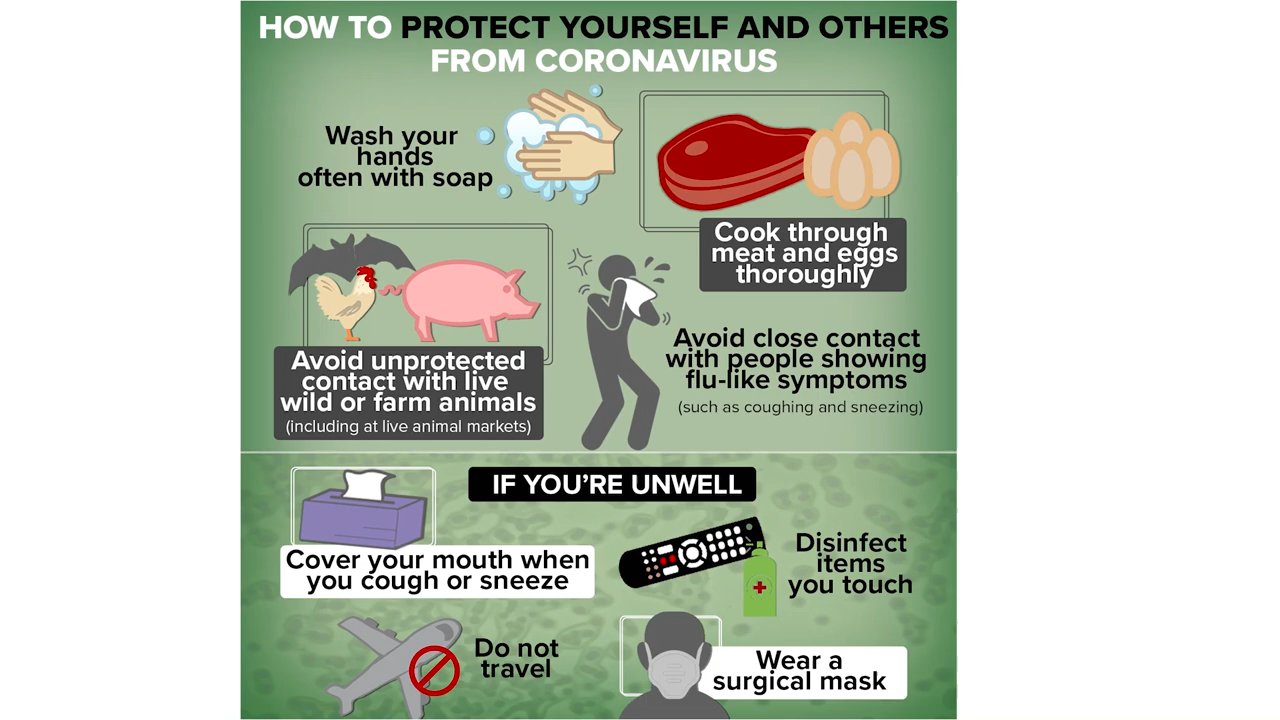 HOW TO PROTECT YOURSELF AND OTHERS
FROM CORONAVIRUS
Wash your
hands
often with soap
Cook through
meat and eggs
thoroughly
Avoid unprotected
contact with live
wild or farm animals
(including at live animal markets)
Avoid close contact
with people showing
flu-like symptoms
(such as coughing and sneezing)
IF YOU'RE UNWELL
Cover your mouth when
you cough or sneeze
Disinfect
items
you touch
Do not
travel
Wear a
surgical mask